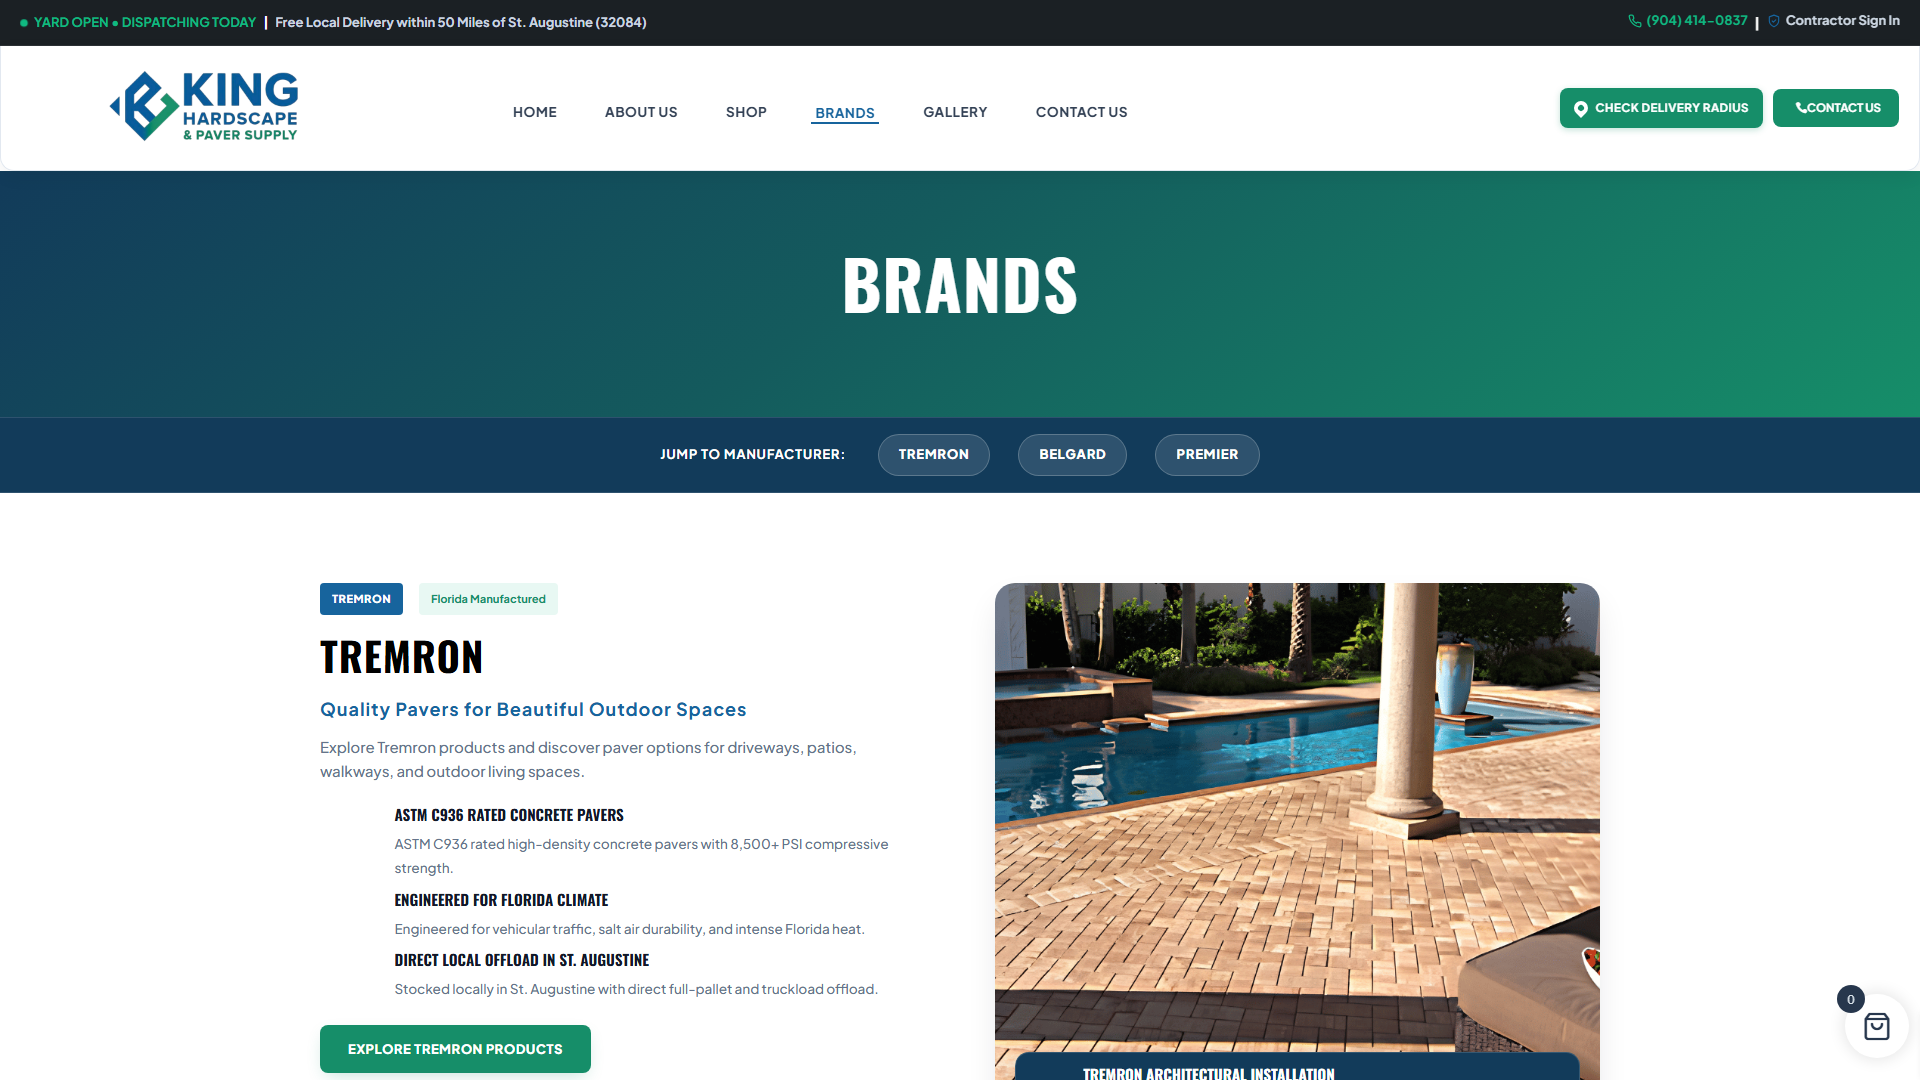 YARD OPEN ● DISPATCHING TODAY | Free Local Delivery within 50 Miles of St. Augustine (32084)
(904) 414-0837 | Contractor Sign In
KING
HARDSCAPE
& PAVER SUPPLY
HOME ABOUT US SHOP BRANDS GALLERY CONTACT US
CHECK DELIVERY RADIUS
CONTACT US
BRANDS
JUMP TO MANUFACTURER: TREMRON BELGARD PREMIER
TREMRON Florida Manufactured
TREMRON
Quality Pavers for Beautiful Outdoor Spaces
Explore Tremron products and discover paver options for driveways, patios,
walkways, and outdoor living spaces.
ASTM C936 RATED CONCRETE PAVERS
ASTM C936 rated high-density concrete pavers with 8,500+ PSI compressive
strength.
ENGINEERED FOR FLORIDA CLIMATE
Engineered for vehicular traffic, salt air durability, and intense Florida heat.
DIRECT LOCAL OFFLOAD IN ST. AUGUSTINE
Stocked locally in St. Augustine with direct full-pallet and truckload offload.
EXPLORE TREMRON PRODUCTS
TREMRON ARCHITECTURAL INSTALLATION
0